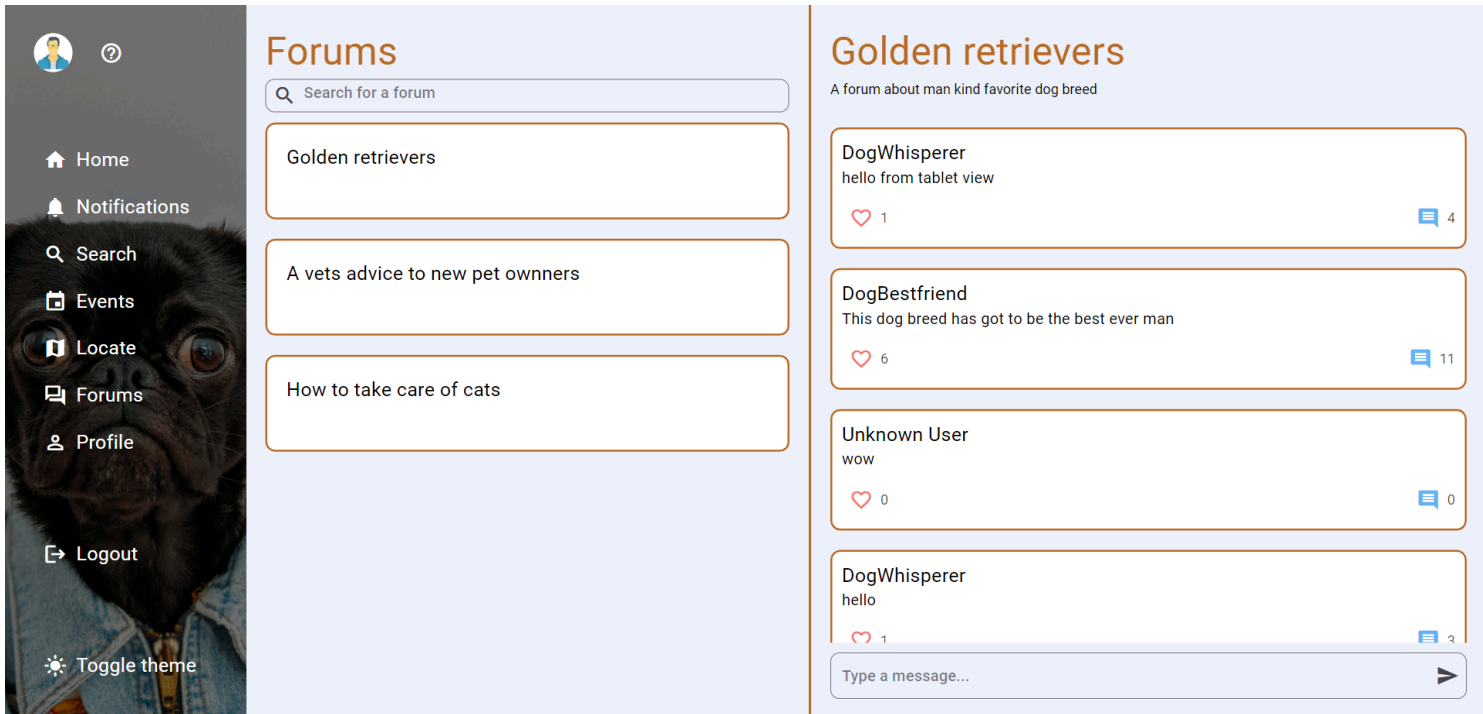 Home
Notifications
Search
Events
Locate
Forums
Profile
Logout
Toggle theme
Forums
Search for a forum
Golden retrievers
A vets advice to new pet ownners
How to take care of cats
Golden retrievers
A forum about man kind favorite dog breed
DogWhisperer
hello from tablet view
1 4
DogBestfriend
This dog breed has got to be the best ever man
6 11
Unknown User
wow
0 0
DogWhisperer
hello
1 3
Type a message...